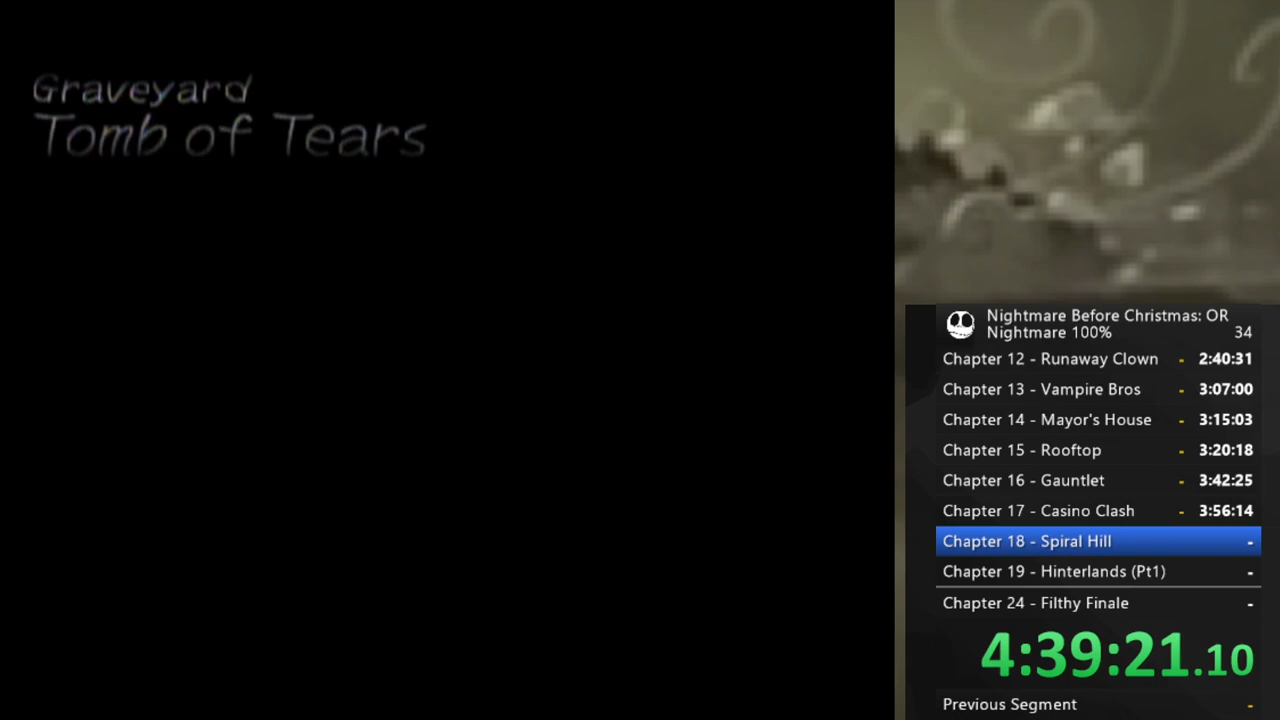 Graveyard
Tomb of Tears
Nightmare Before Christmas: OR
Nightmare 100% 34
Chapter 12 - Runaway Clown - 2:40:31
Chapter 13 - Vampire Bros - 3:07:00
Chapter 14 - Mayor's House - 3:15:03
Chapter 15 - Rooftop - 3:20:18
Chapter 16 - Gauntlet - 3:42:25
Chapter 17 - Casino Clash - 3:56:14
Chapter 18 - Spiral Hill -
Chapter 19 - Hinterlands (Pt1) -
Chapter 24 - Filthy Finale -
4:39:21.10
Previous Segment -